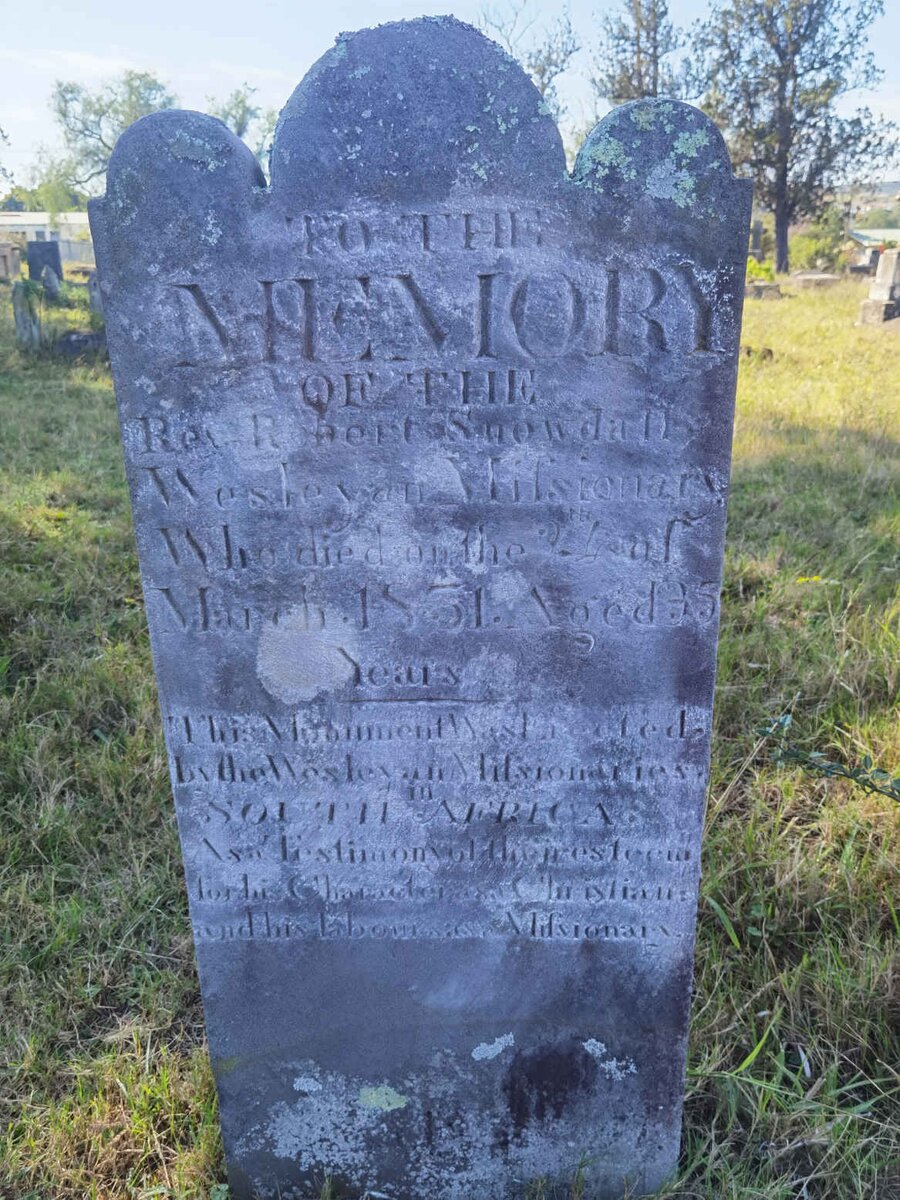 TO THE
MEMORY
OF THE
Rev. Robert Snowdall
Wesleyan Miſsionary
Who died on the of
March 1831. Aged 35
Years
This Monument Was Erected
by the Wesleyan Miſsionaries
in
SOUTH AFRICA
As a Testimony of their esteem
for his Character as a Christian;
and his labours as a Miſsionary.